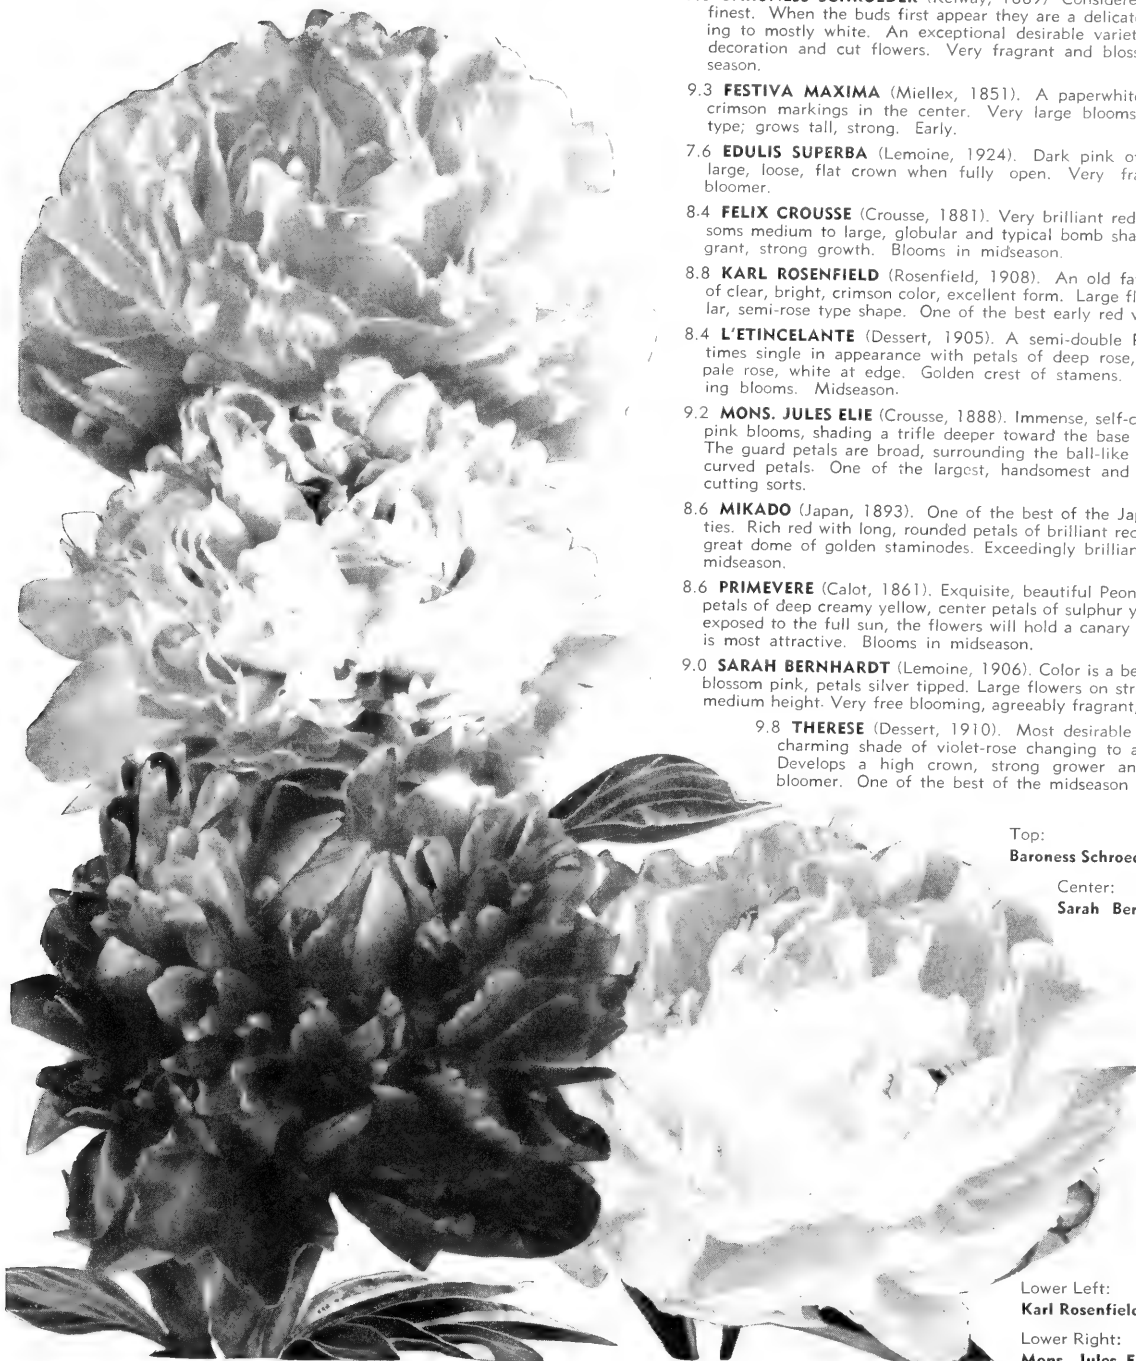 finest. When the buds first appear they are a delicat
ing to mostly white. An exceptional desirable variet
decoration and cut flowers. Very fragrant and bloss
season.
9.3 FESTIVA MAXIMA (Miellex, 1851). A paperwhite
crimson markings in the center. Very large blooms
type; grows tall, strong. Early.
7.6 EDULIS SUPERBA (Lemoine, 1924). Dark pink o
large, loose, flat crown when fully open. Very fra
bloomer.
8.4 FELIX CROUSSE (Crousse, 1881). Very brilliant red
soms medium to large, globular and typical bomb sha
grant, strong growth. Blooms in midseason.
8.8 KARL ROSENFIELD (Rosenfield, 1908). An old fa
of clear, bright, crimson color, excellent form. Large fl
lar, semi-rose type shape. One of the best early red v
8.4 L'ETINCELANTE (Dessert, 1905). A semi-double
times single in appearance with petals of deep rose,
pale rose, white at edge. Golden crest of stamens.
ing blooms. Midseason.
9.2 MONS. JULES ELIE (Crousse, 1888). Immense, self-c
pink blooms, shading a trifle deeper toward the base
The guard petals are broad, surrounding the ball-like
curved petals. One of the largest, handsomest and
cutting sorts.
8.6 MIKADO (Japan, 1893). One of the best of the Jap
ties. Rich red with long, rounded petals of brilliant red
great dome of golden staminodes. Exceedingly brillian
midseason.
8.6 PRIMEVERE (Calot, 1861). Exquisite, beautiful Peon
petals of deep creamy yellow, center petals of sulphur y
exposed to the full sun, the flowers will hold a canary
is most attractive. Blooms in midseason.
9.0 SARAH BERNHARDT (Lemoine, 1906). Color is a be
blossom pink, petals silver tipped. Large flowers on str
medium height. Very free blooming, agreeably fragrant,
9.8 THERESE (Dessert, 1910). Most desirable
charming shade of violet-rose changing to a
Develops a high crown, strong grower an
bloomer. One of the best of the midseason
Top:
Baroness Schroe
Center:
Sarah Ber
Lower Left:
Karl Rosenfield
Lower Right:
Mons. Jules E